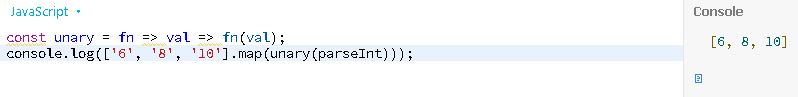 JavaScript
const unary = fn => val => fn(val);
console.log(['6', '8', '10'].map(unary(parseInt)));
Console
[6, 8, 10]